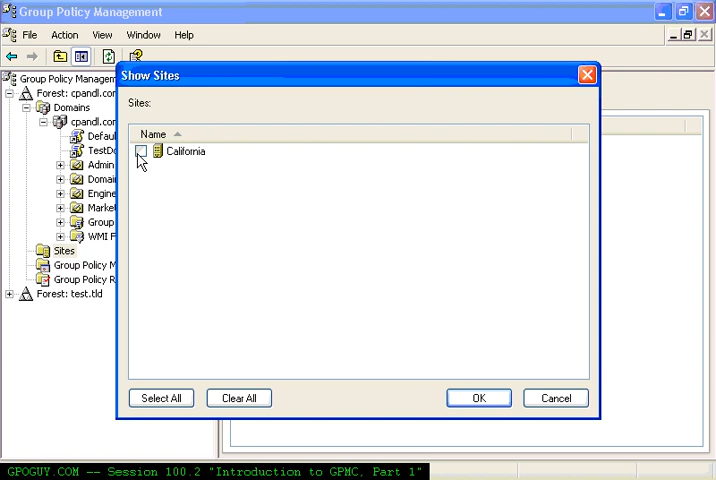 Group Policy Management
File Action View Window Help
Group Policy Managem
Forest: cpandl.com
Domains
cpandl.com
Defaul
TestDo
Admin
Domai
Engine
Market
Group
WMI F
Sites
Group Policy M
Group Policy R
Forest: test.tld
Show Sites
Sites:
Name
California
Select All
Clear All
OK
Cancel
GPOGUY.COM -- Session 100.2 "Introduction to GPMC, Part 1"